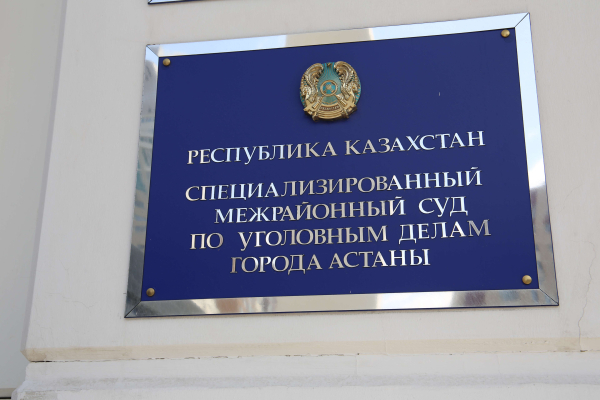 РЕСПУБЛИКА КАЗАХСТАН
СПЕЦИАЛИЗИРОВАННЫЙ
МЕЖРАЙОННЫЙ СУД
ПО УГОЛОВНЫМ ДЕЛАМ
ГОРОДА АСТАНЫ